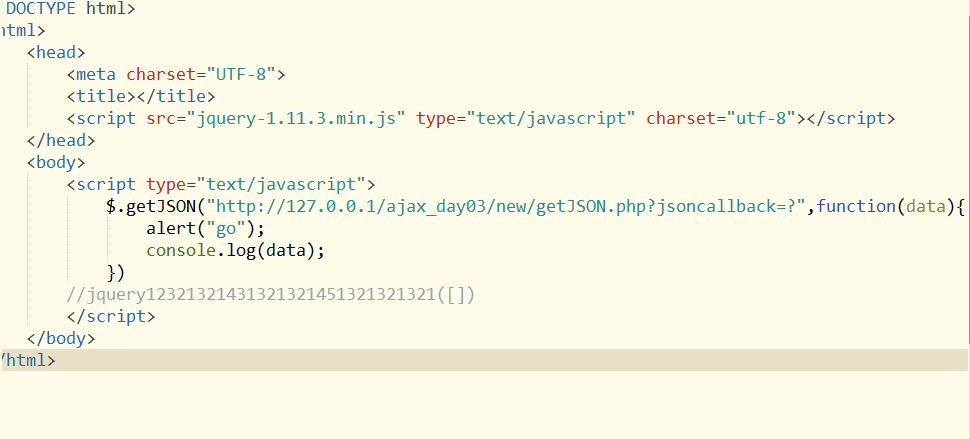 DOCTYPE html>
html>
<head>
<meta charset="UTF-8">
<title></title>
<script src="jquery-1.11.3.min.js" type="text/javascript" charset="utf-8"></script>
</head>
<body>
<script type="text/javascript">
$.getJSON("http://127.0.0.1/ajax_day03/new/getJSON.php?jsoncallback=?",function(data){
alert("go");
console.log(data);
})
//jquery12321321431321321451321321321([])
</script>
</body>
/html>